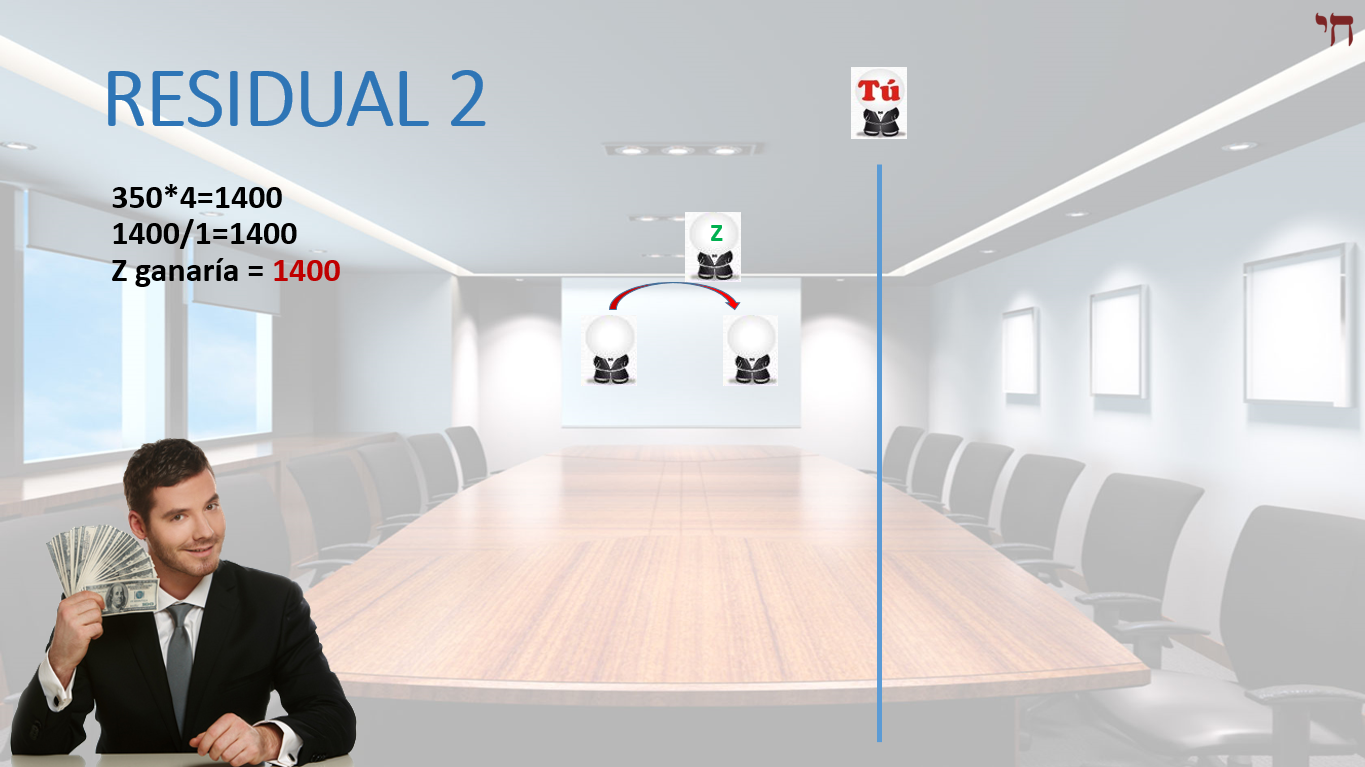 חי
RESIDUAL 2
Tú
350*4=1400
1400/1=1400
Z ganaría = 1400
Z